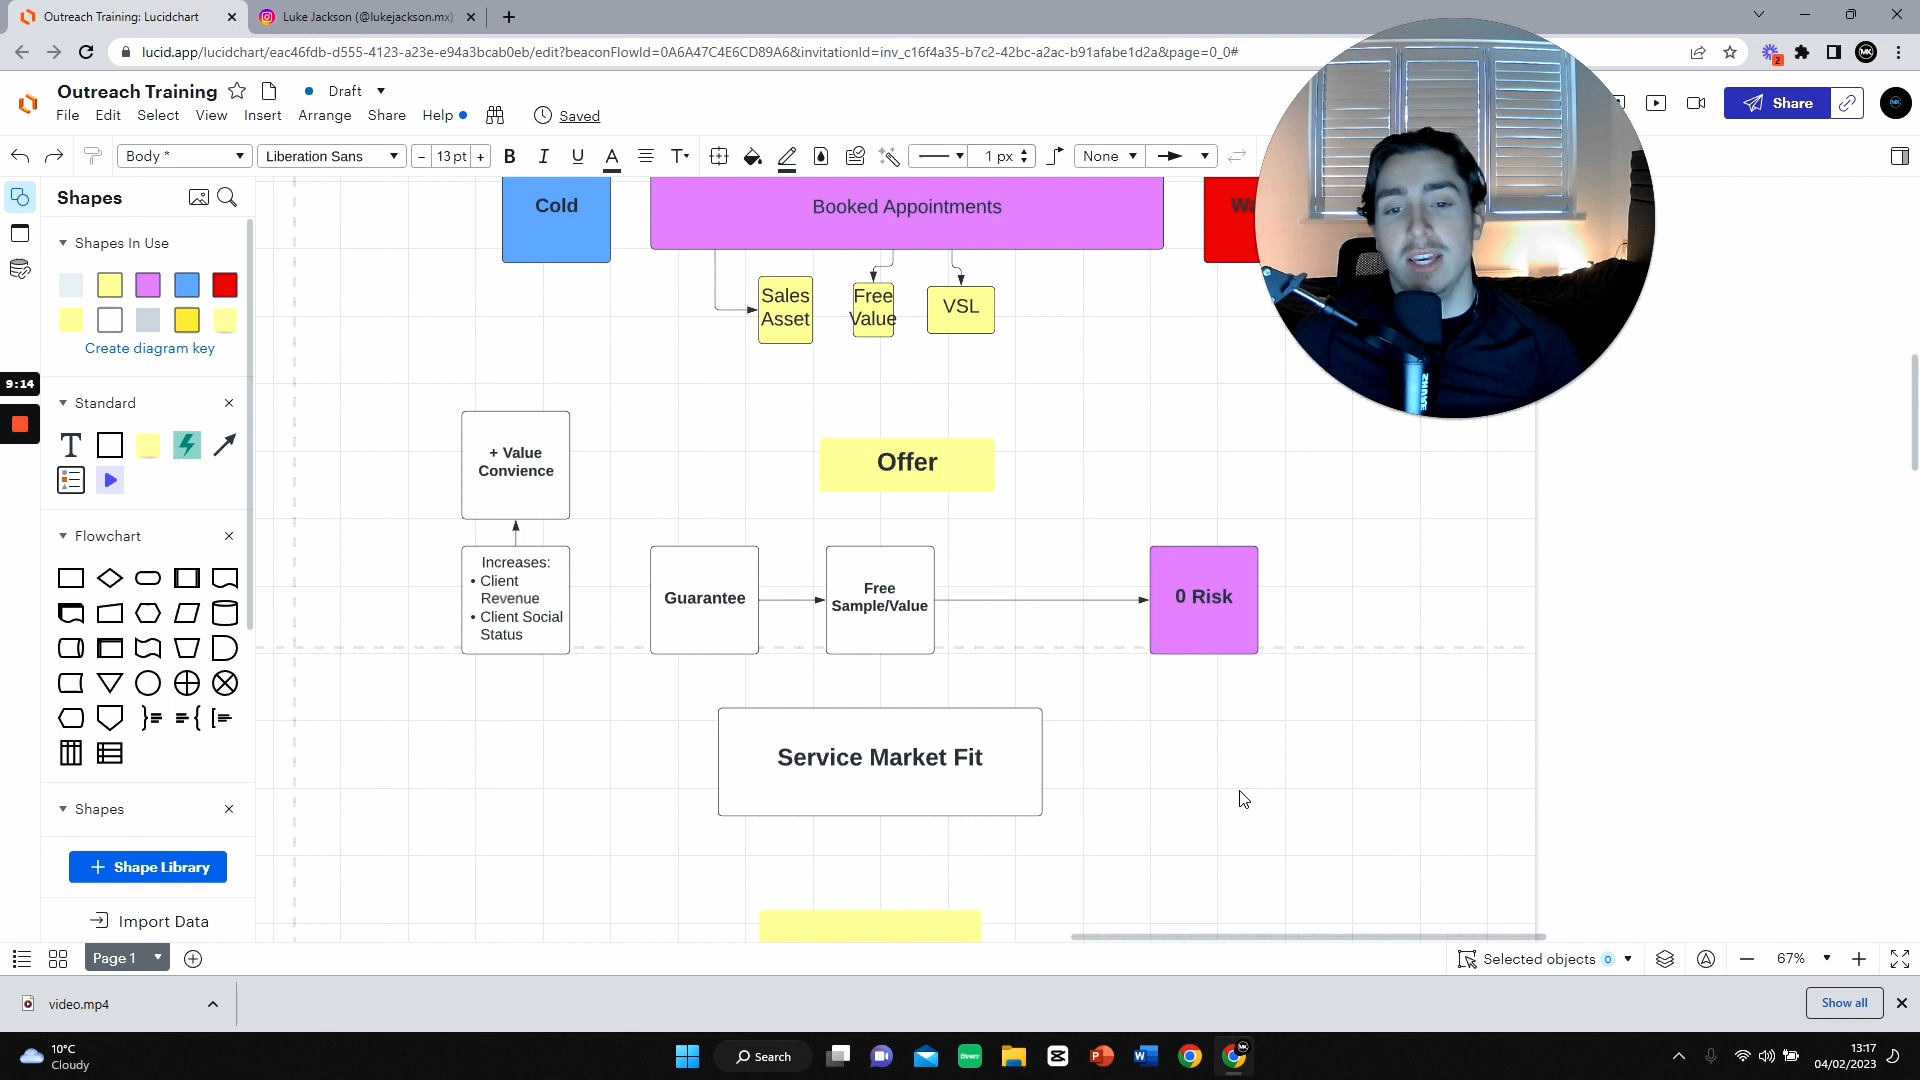 Outreach Training: Lucidchart
Luke Jackson (@lukejackson.mx)
lucid.app/lucidchart/eac46fdb-d555-4123-a23e-e94a3bcab0eb/edit?beaconFlowId=0A6A47C4E6CD89A6&invitationId=inv_c16f4a35-b7c2-42bc-a2ac-b91afabe1d2a&page=0_0#
2
MK
Outreach Training
Draft
File Edit Select View Insert Arrange Share Help
Saved
Share
Body *
Liberation Sans
- 13 pt +
B I U A T
1 px
None
Shapes
Shapes In Use
Create diagram key
9:14
Standard
T
Flowchart
Shapes
+ Shape Library
Import Data
Cold
Booked Appointments
Wa
Sales
Asset
Free
Value
VSL
+ Value
Convience
Offer
Increases:
• Client
Revenue
• Client Social
Status
Guarantee
Free
Sample/Value
0 Risk
Service Market Fit
SHURE
Page 1
Selected objects 0
67%
video.mp4
Show all
10°C
Cloudy
Search
fiverr
13:17
04/02/2023